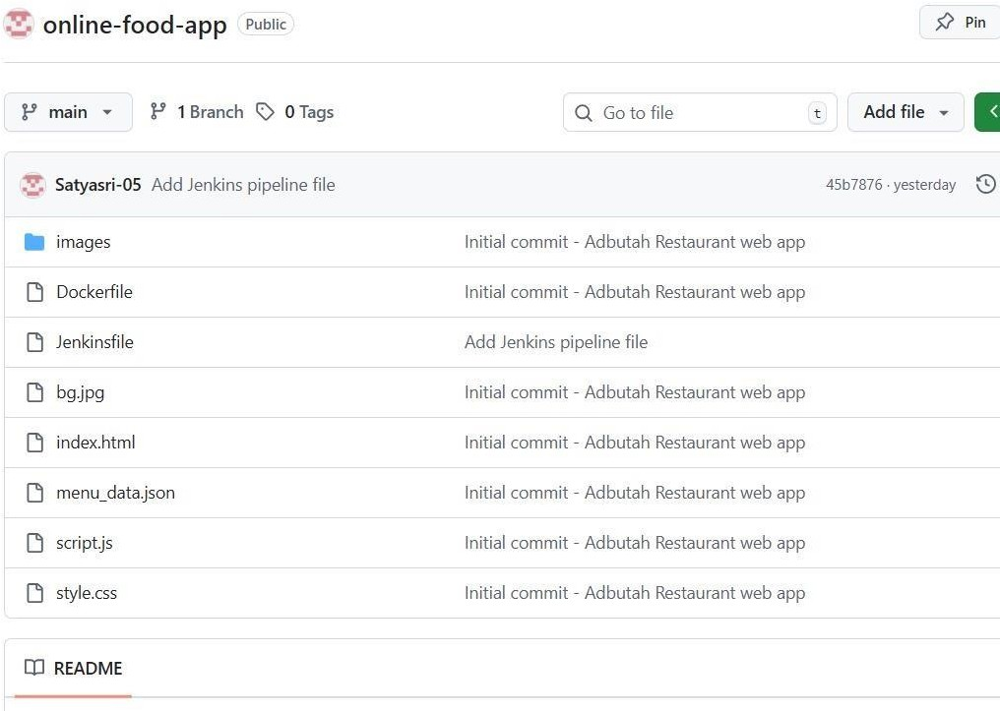 online-food-app Public Pin
main 1 Branch 0 Tags Go to file t Add file
Satyasri-05 Add Jenkins pipeline file 45b7876 · yesterday
images Initial commit - Adbutah Restaurant web app
Dockerfile Initial commit - Adbutah Restaurant web app
Jenkinsfile Add Jenkins pipeline file
bg.jpg Initial commit - Adbutah Restaurant web app
index.html Initial commit - Adbutah Restaurant web app
menu_data.json Initial commit - Adbutah Restaurant web app
script.js Initial commit - Adbutah Restaurant web app
style.css Initial commit - Adbutah Restaurant web app
README